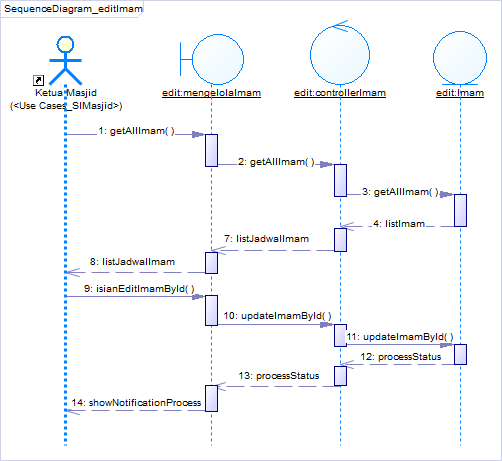 SequenceDiagram_editImam
Ketua Masjid
(<Use Cases_SIMasjid>)
edit:mengelolaImam
edit:controllerImam
edit:Imam
1: getAllImam( )
2: getAllImam( )
3: getAllImam( )
4: listImam
7: listJadwalImam
8: listJadwalImam
9: isianEditImamById( )
10: updateImamById( )
11: updateImamById( )
12: processStatus
13: processStatus
14: showNotificationProcess